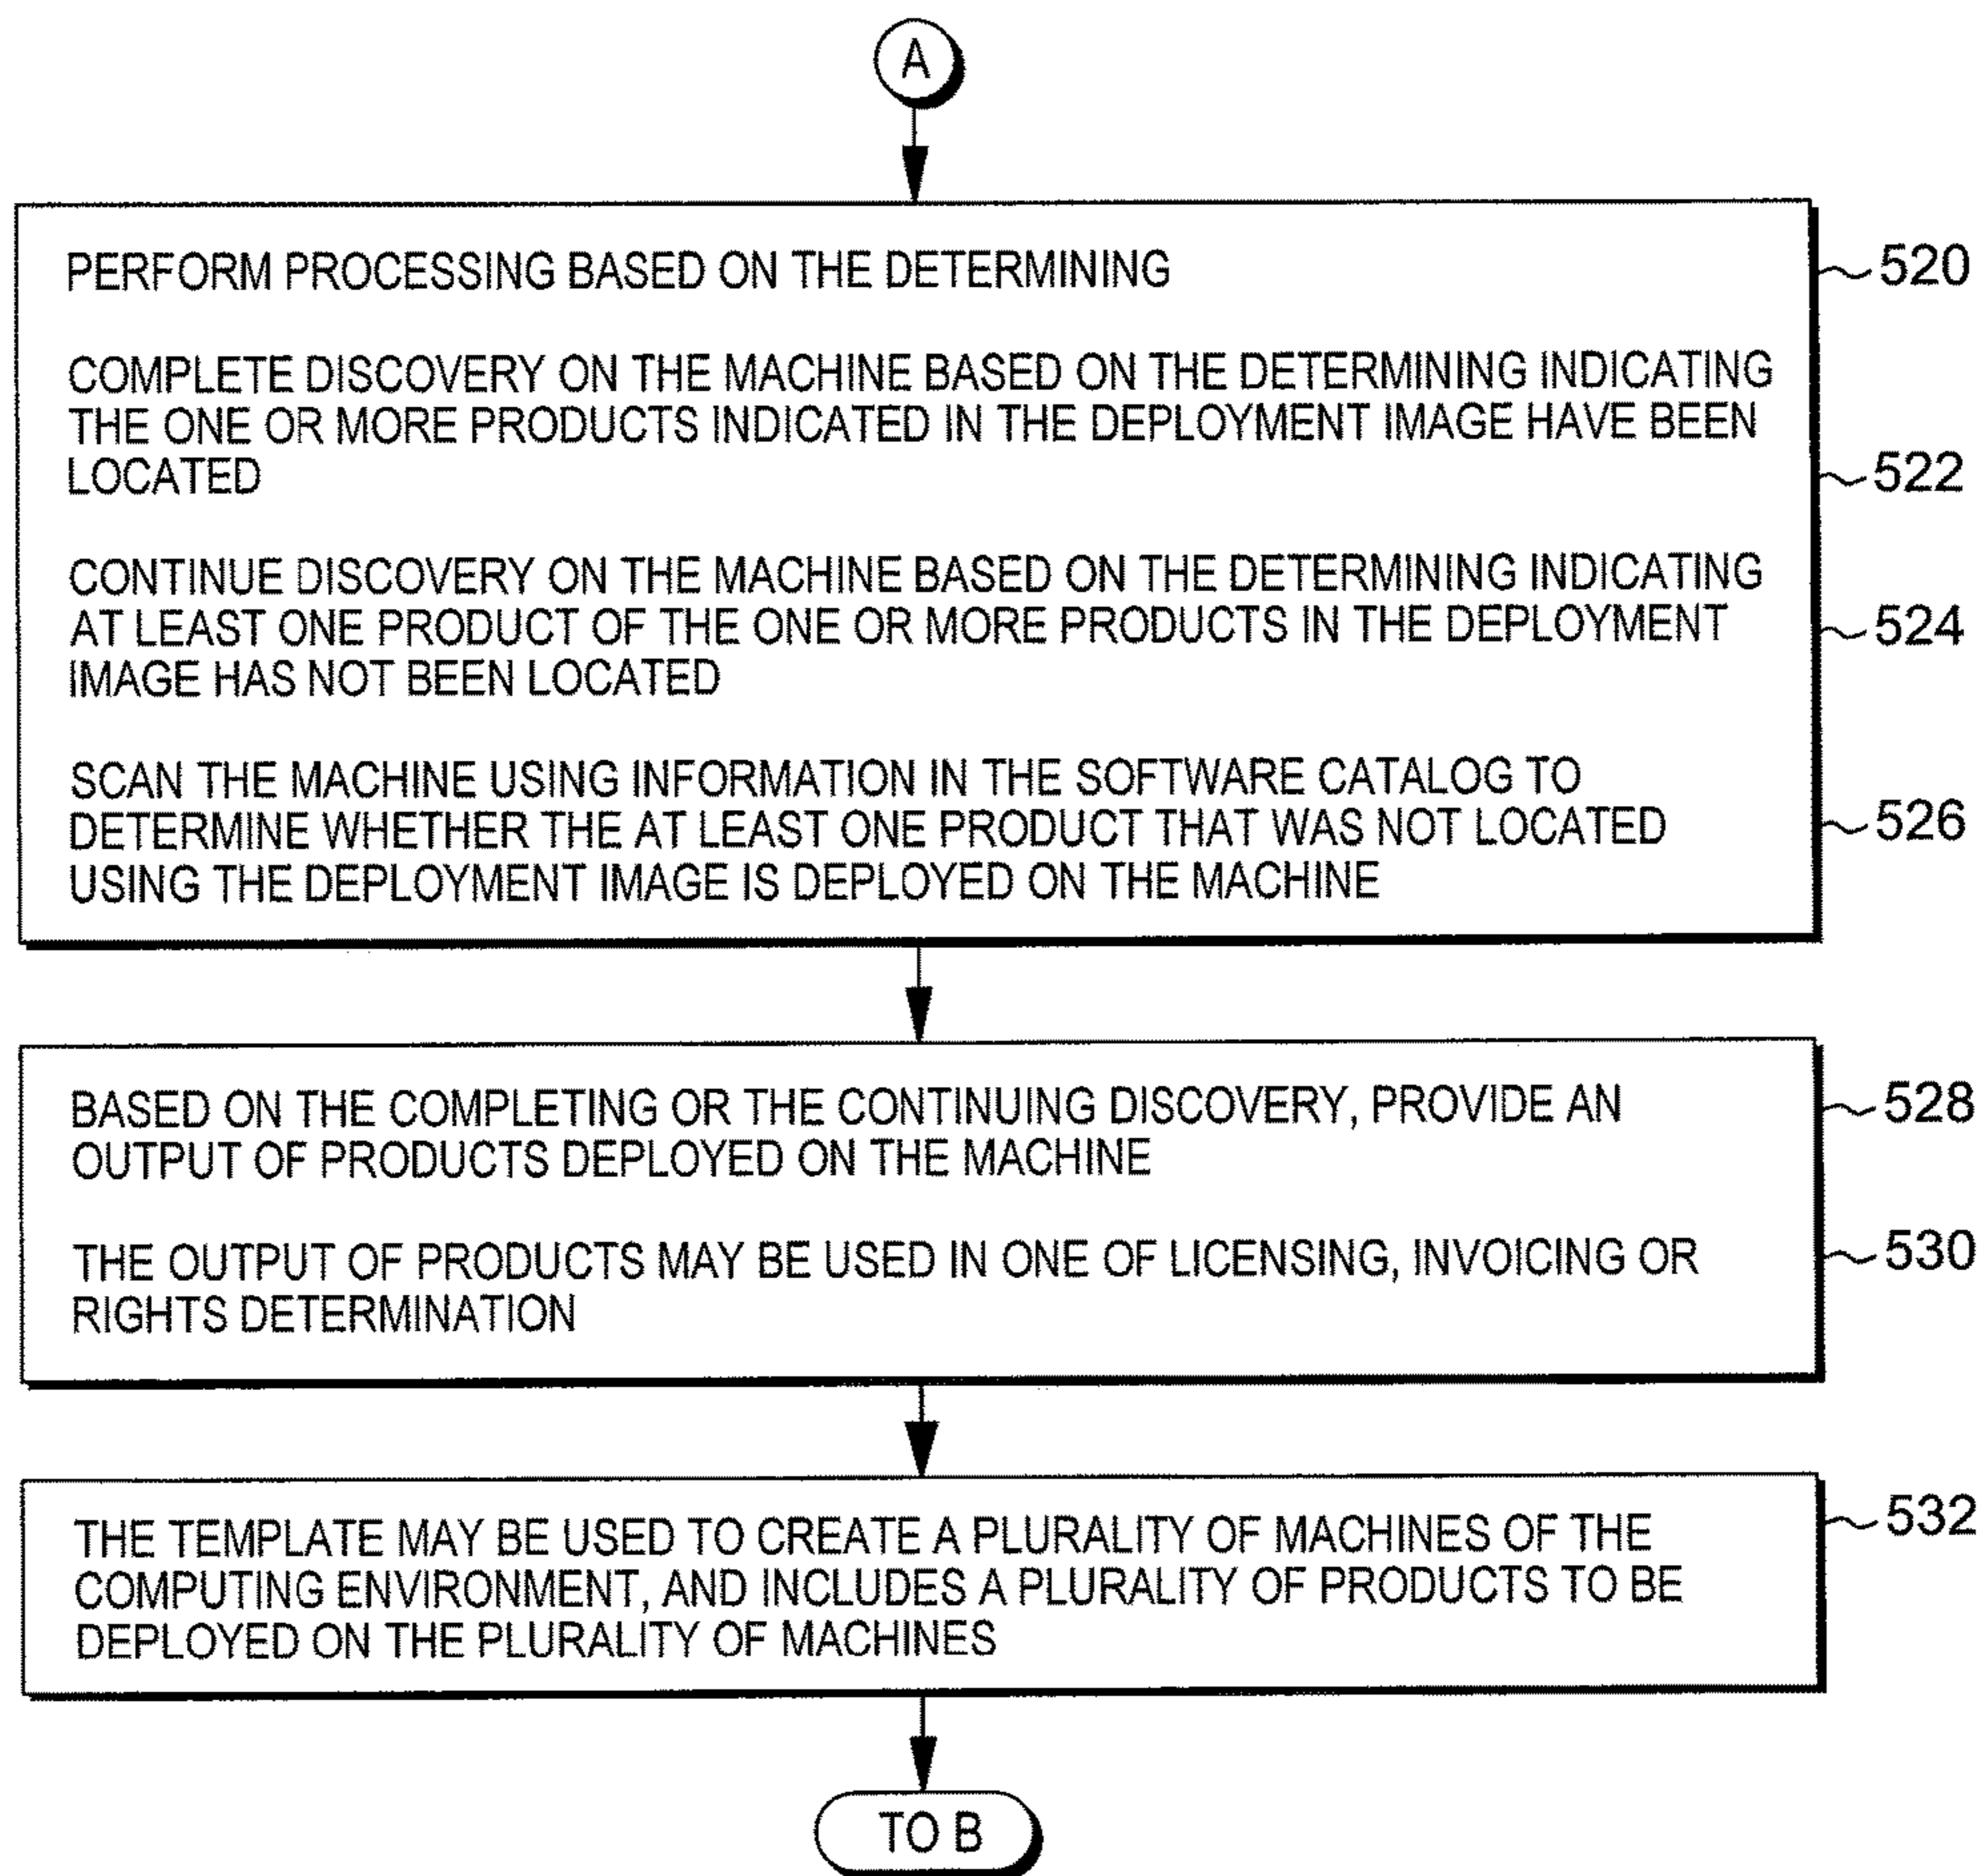 A
PERFORM PROCESSING BASED ON THE DETERMINING
520
COMPLETE DISCOVERY ON THE MACHINE BASED ON THE DETERMINING INDICATING
THE ONE OR MORE PRODUCTS INDICATED IN THE DEPLOYMENT IMAGE HAVE BEEN
LOCATED
522
CONTINUE DISCOVERY ON THE MACHINE BASED ON THE DETERMINING INDICATING
AT LEAST ONE PRODUCT OF THE ONE OR MORE PRODUCTS IN THE DEPLOYMENT
524
IMAGE HAS NOT BEEN LOCATED
SCAN THE MACHINE USING INFORMATION IN THE SOFTWARE CATALOG TO
DETERMINE WHETHER THE AT LEAST ONE PRODUCT THAT WAS NOT LOCATED
526
USING THE DEPLOYMENT IMAGE IS DEPLOYED ON THE MACHINE
BASED ON THE COMPLETING OR THE CONTINUING DISCOVERY, PROVIDE AN
528
OUTPUT OF PRODUCTS DEPLOYED ON THE MACHINE
THE OUTPUT OF PRODUCTS MAY BE USED IN ONE OF LICENSING, INVOICING OR
530
RIGHTS DETERMINATION
THE TEMPLATE MAY BE USED TO CREATE A PLURALITY OF MACHINES OF THE
532
COMPUTING ENVIRONMENT, AND INCLUDES A PLURALITY OF PRODUCTS TO BE
DEPLOYED ON THE PLURALITY OF MACHINES
TO B